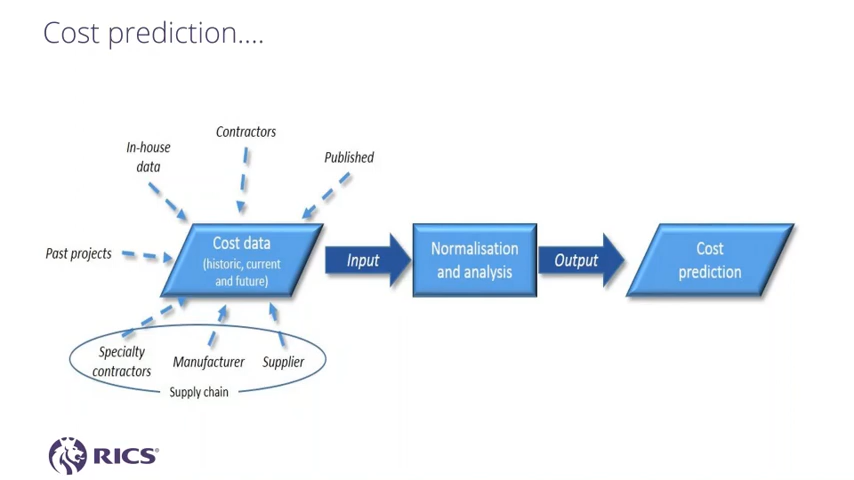 Cost prediction....
Contractors
In-house
data
Published
Past projects
Cost data
(historic, current
and future)
Input
Normalisation
and analysis
Output
Cost
prediction
Specialty
contractors
Manufacturer
Supplier
Supply chain
RICS